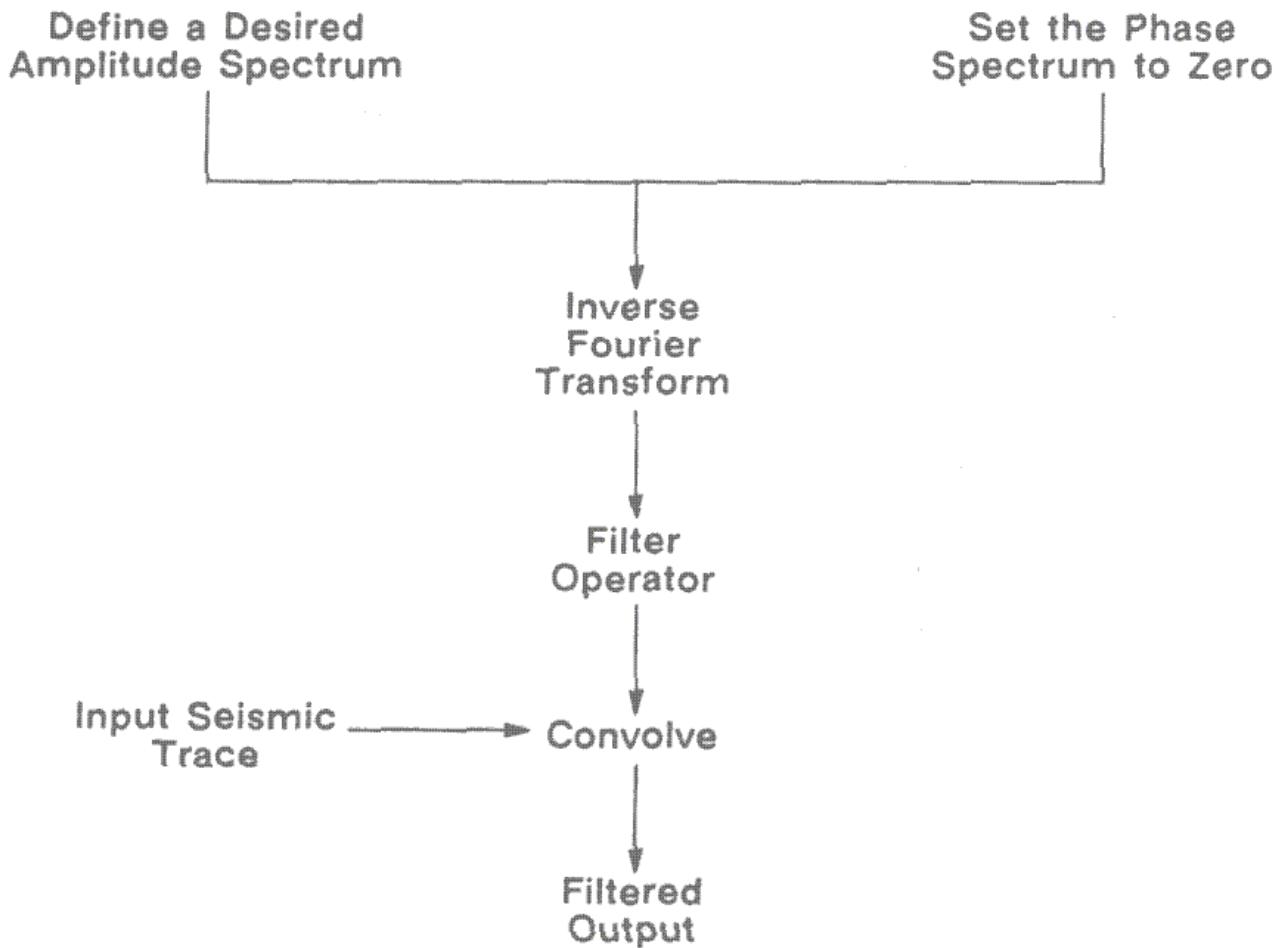 Define a Desired
Amplitude Spectrum
Set the Phase
Spectrum to Zero
Inverse
Fourier
Transform
Filter
Operator
Input Seismic
Trace
Convolve
Filtered
Output